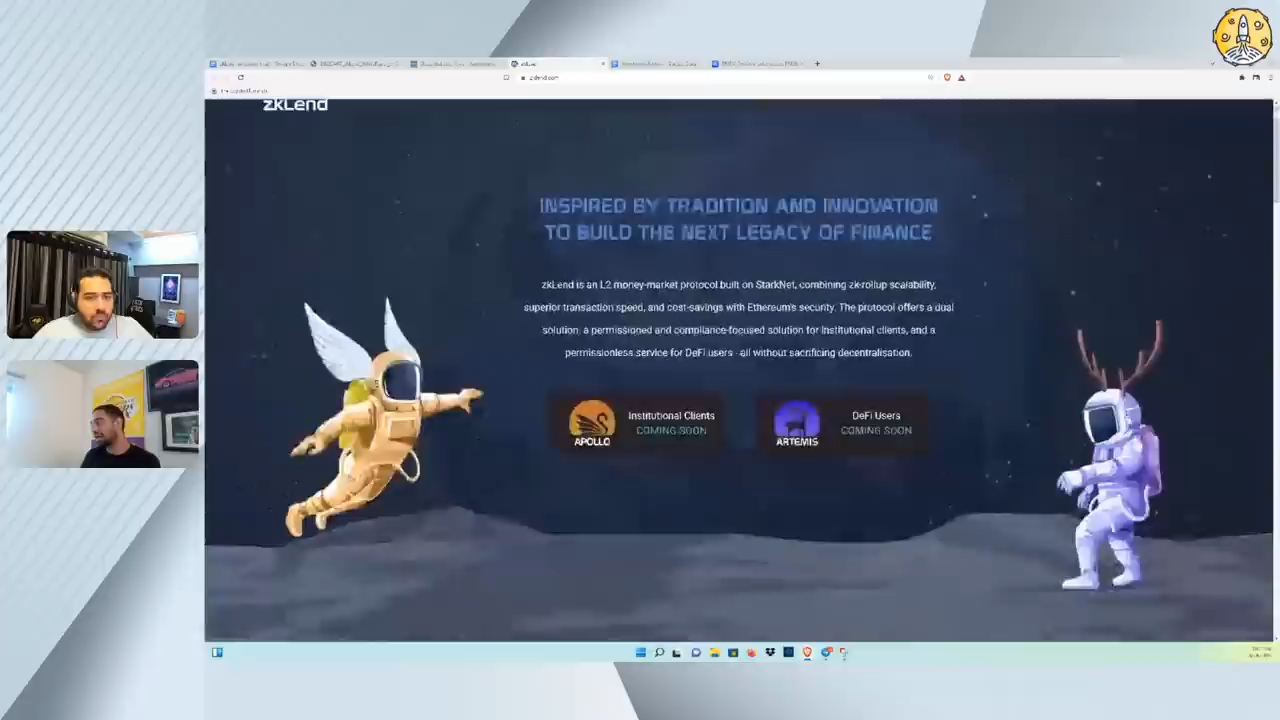 zkLend
zkLend
INSPIRED BY TRADITION AND INNOVATION
TO BUILD THE NEXT LEGACY OF FINANCE
zkLend is an L2 money-market protocol built on StarkNet, combining zk-rollup scalability,
superior transaction speed, and cost-savings with Ethereum's security. The protocol offers a dual
solution: a permissioned and compliance-focused solution for institutional clients, and a
permissionless service for DeFi users - all without sacrificing decentralisation.
APOLLO
Institutional Clients
COMING SOON
ARTEMIS
DeFi Users
COMING SOON